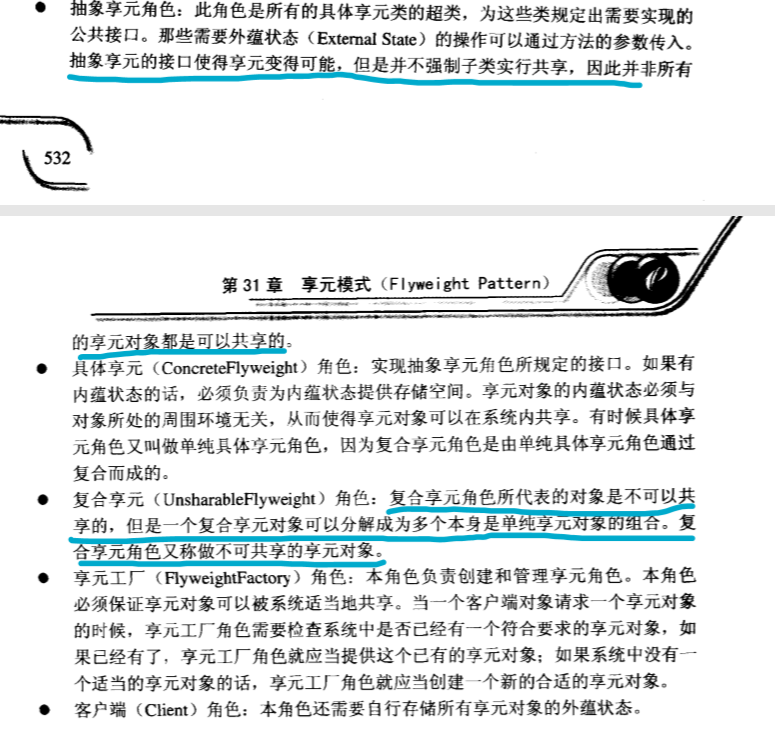 ● 抽象享元角色：此角色是所有的具体享元类的超类，为这些类规定出需要实现的
公共接口。那些需要外蕴状态（External State）的操作可以通过方法的参数传入。
抽象享元的接口使得享元变得可能，但是并不强制子类实行共享，因此并非所有
532
第 31 章 享元模式（Flyweight Pattern）
的享元对象都是可以共享的。
● 具体享元（ConcreteFlyweight）角色：实现抽象享元角色所规定的接口。如果有
内蕴状态的话，必须负责为内蕴状态提供存储空间。享元对象的内蕴状态必须与
对象所处的周围环境无关，从而使得享元对象可以在系统内共享。有时候具体享
元角色又叫做单纯具体享元角色，因为复合享元角色是由单纯具体享元角色通过
复合而成的。
● 复合享元（UnsharableFlyweight）角色：复合享元角色所代表的对象是不可以共
享的，但是一个复合享元对象可以分解成为多个本身是单纯享元对象的组合。复
合享元角色又称做不可共享的享元对象。
● 享元工厂（FlyweightFactory）角色：本角色负责创建和管理享元角色。本角色
必须保证享元对象可以被系统适当地共享。当一个客户端对象请求一个享元对象
的时候，享元工厂角色需要检查系统中是否已经有一个符合要求的享元对象，如
果已经有了，享元工厂角色就应当提供这个已有的享元对象；如果系统中没有一
个适当的享元对象的话，享元工厂角色就应当创建一个新的合适的享元对象。
● 客户端（Client）角色：本角色还需要自行存储所有享元对象的外蕴状态。